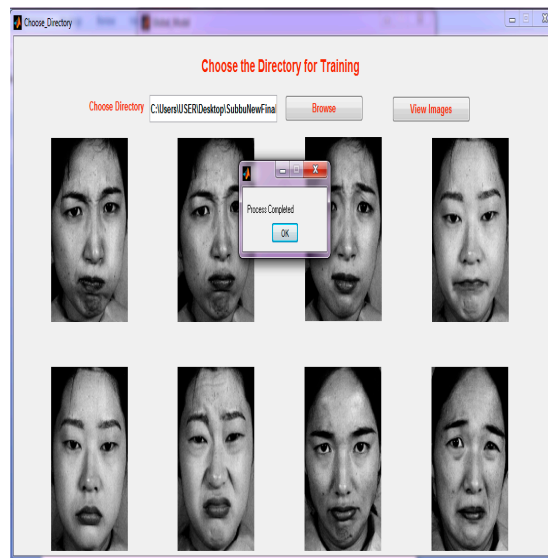 Choose_Directory
Choose the Directory for Training
Choose Directory C:\Users\USER\Desktop\SubbuNewFinal Browse View Images
Process Completed
OK